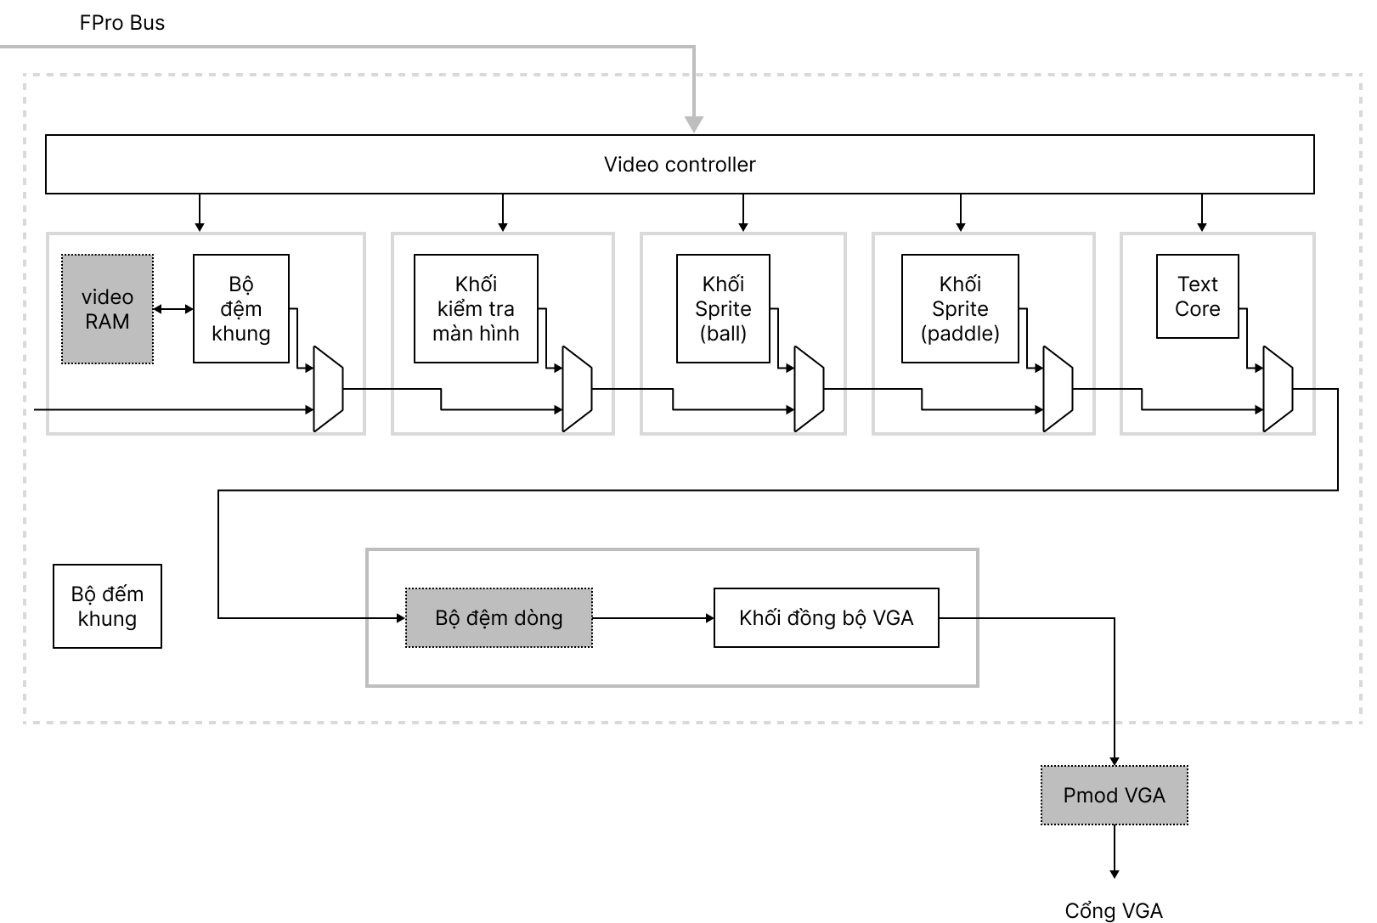 FPro Bus
Video controller
video
RAM
Bộ
đệm
khung
Khối
kiểm tra
màn hình
Khối
Sprite
(ball)
Khối
Sprite
(paddle)
Text
Core
Bộ đếm
khung
Bộ đệm dòng
Khối đồng bộ VGA
Pmod VGA
Cổng VGA